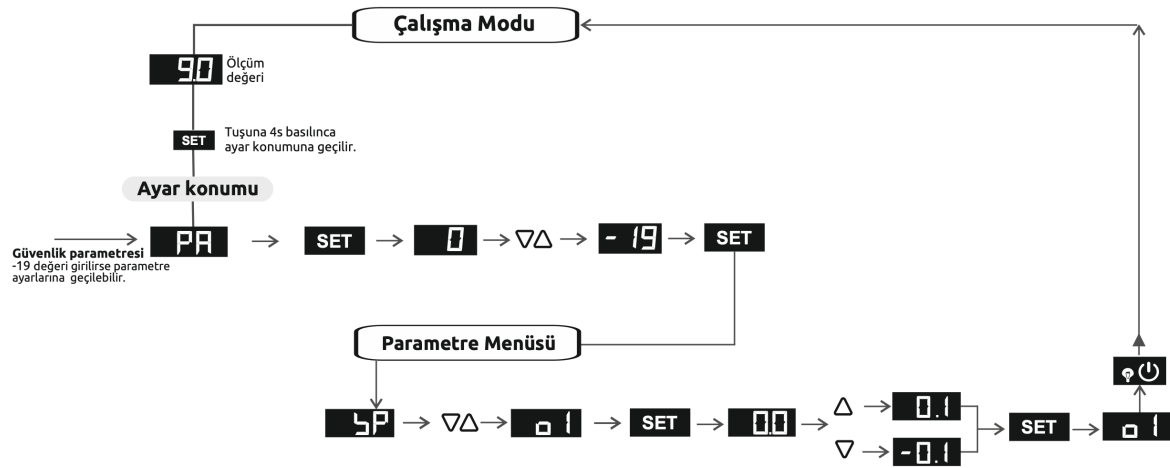 Çalışma Modu
9.0
Ölçüm
değeri
SET
Tuşuna 4s basılınca
ayar konumuna geçilir.
Ayar konumu
PA
SET
0
-19
SET
Güvenlik parametresi
-19 değeri girilirse parametre
ayarlarına geçilebilir.
Parametre Menüsü
SP
o1
SET
0.0
0.1
-0.1
SET
o1